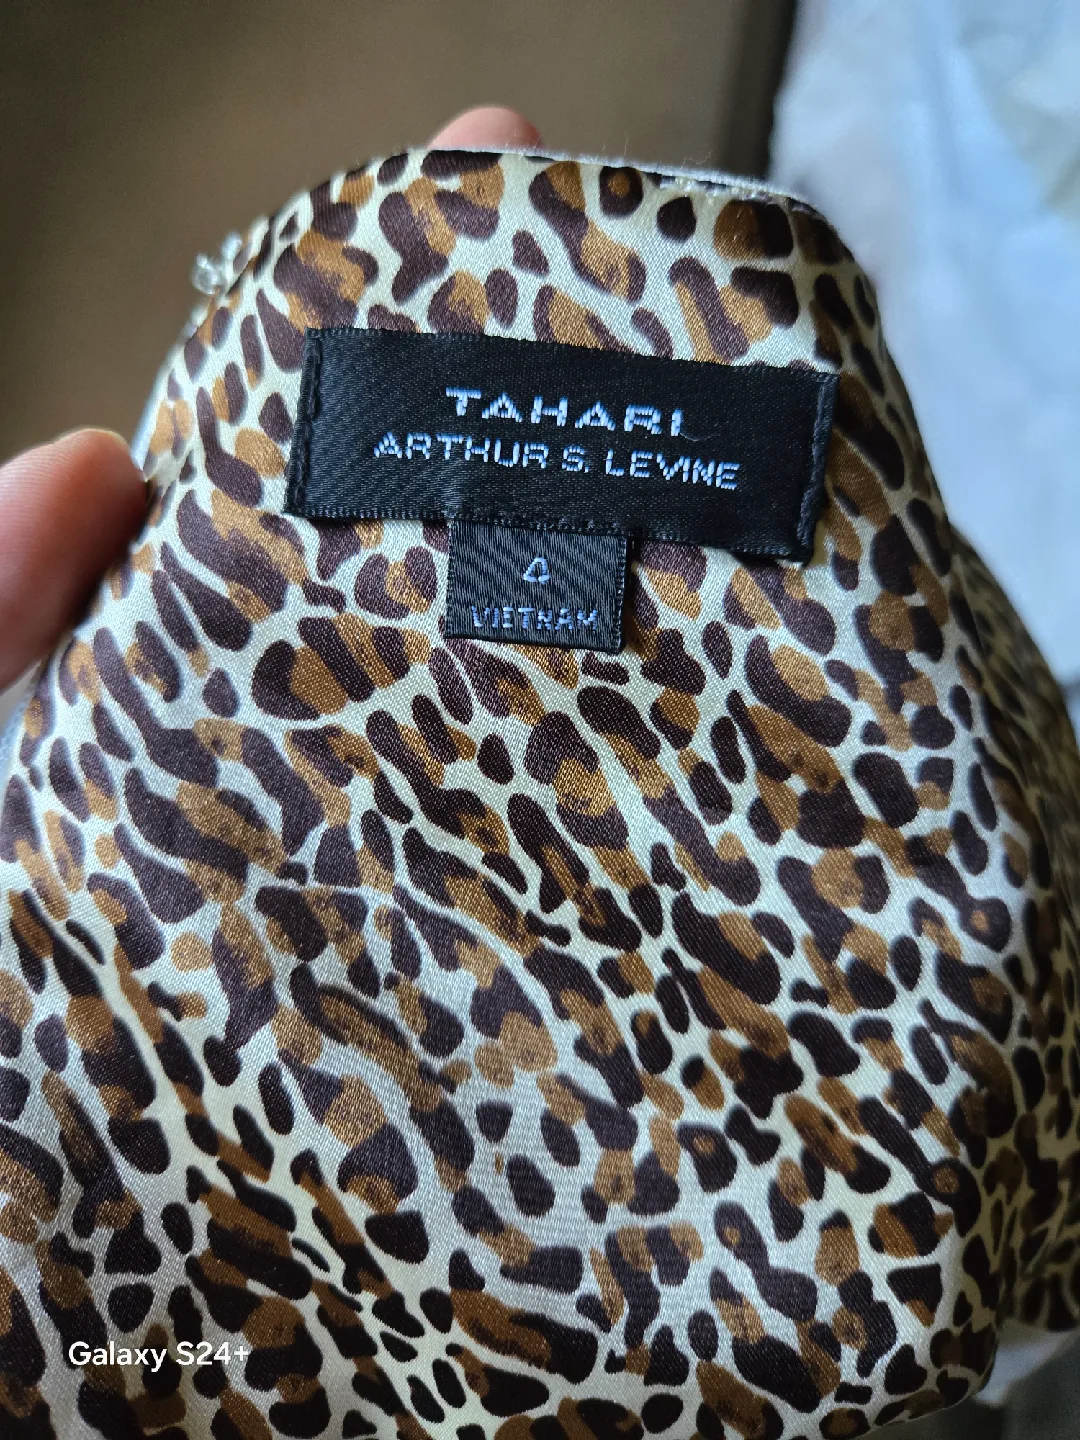 TAHARI
ARTHUR S. LEVINE
4
VIETNAM
Galaxy S24+